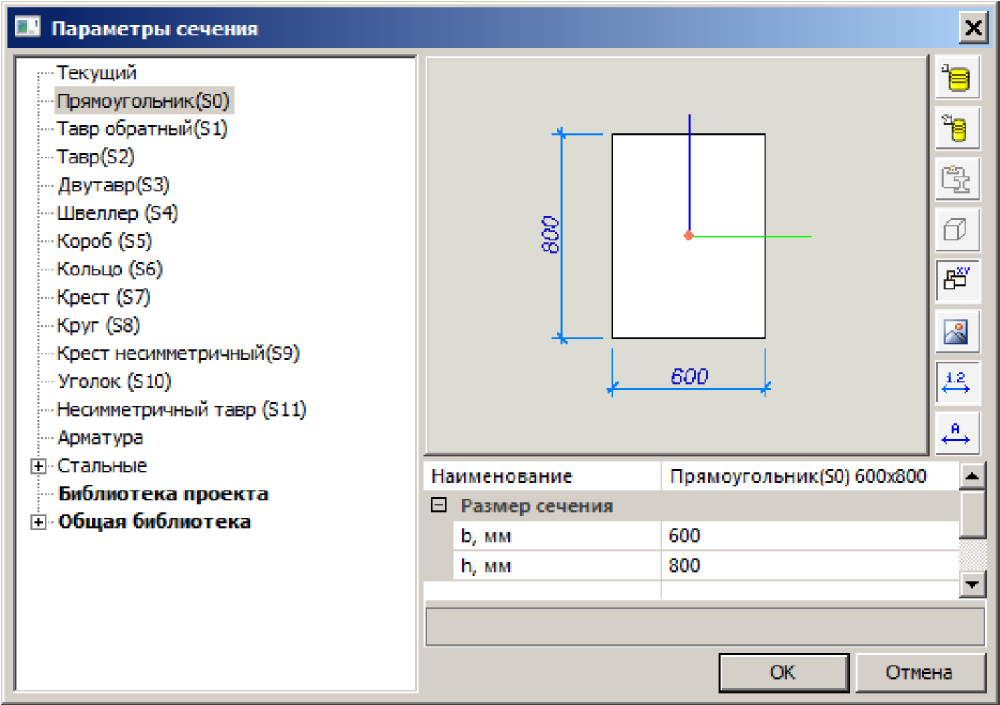 Параметры сечения
Текущий
Прямоугольник(S0)
Тавр обратный(S1)
Тавр(S2)
Двутавр(S3)
Швеллер (S4)
Короб (S5)
Кольцо (S6)
Крест (S7)
Круг (S8)
Крест несимметричный(S9)
Уголок (S10)
Несимметричный тавр (S11)
Арматура
Стальные
Библиотека проекта
Общая библиотека
800
600
XY
1.2
A
Наименование Прямоугольник(S0) 600x800
Размер сечения
b, мм 600
h, мм 800
OK Отмена